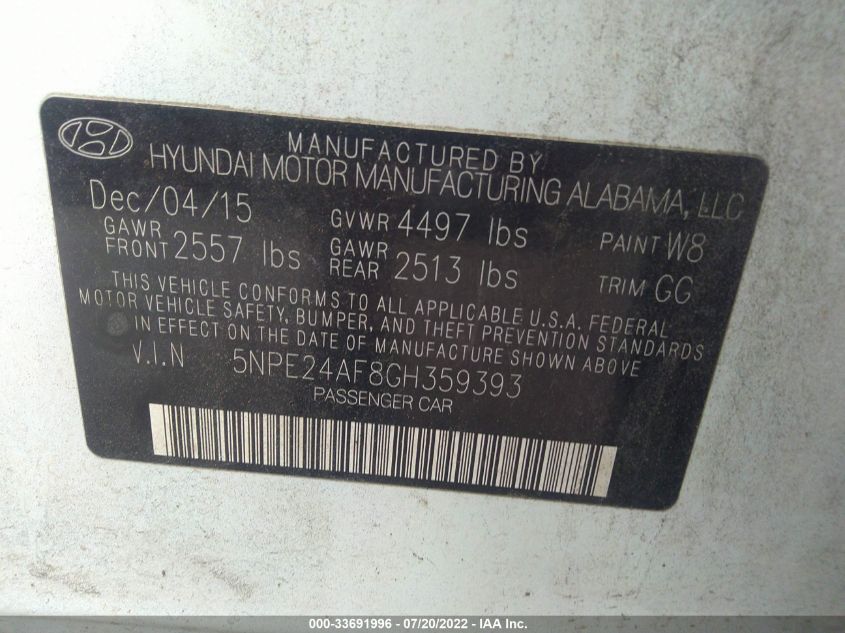 MANUFACTURED BY
HYUNDAI MOTOR MANUFACTURING ALABAMA, LLC
Dec/04/15 GVWR 4497 lbs PAINT W8
GAWR FRONT 2557 lbs GAWR REAR 2513 lbs TRIM GG
THIS VEHICLE CONFORMS TO ALL APPLICABLE U.S.A. FEDERAL
MOTOR VEHICLE SAFETY, BUMPER, AND THEFT PREVENTION STANDARDS
IN EFFECT ON THE DATE OF MANUFACTURE SHOWN ABOVE
V.I.N 5NPE24AF8GH359393
PASSENGER CAR
000-33691996 - 07/20/2022 - IAA Inc.